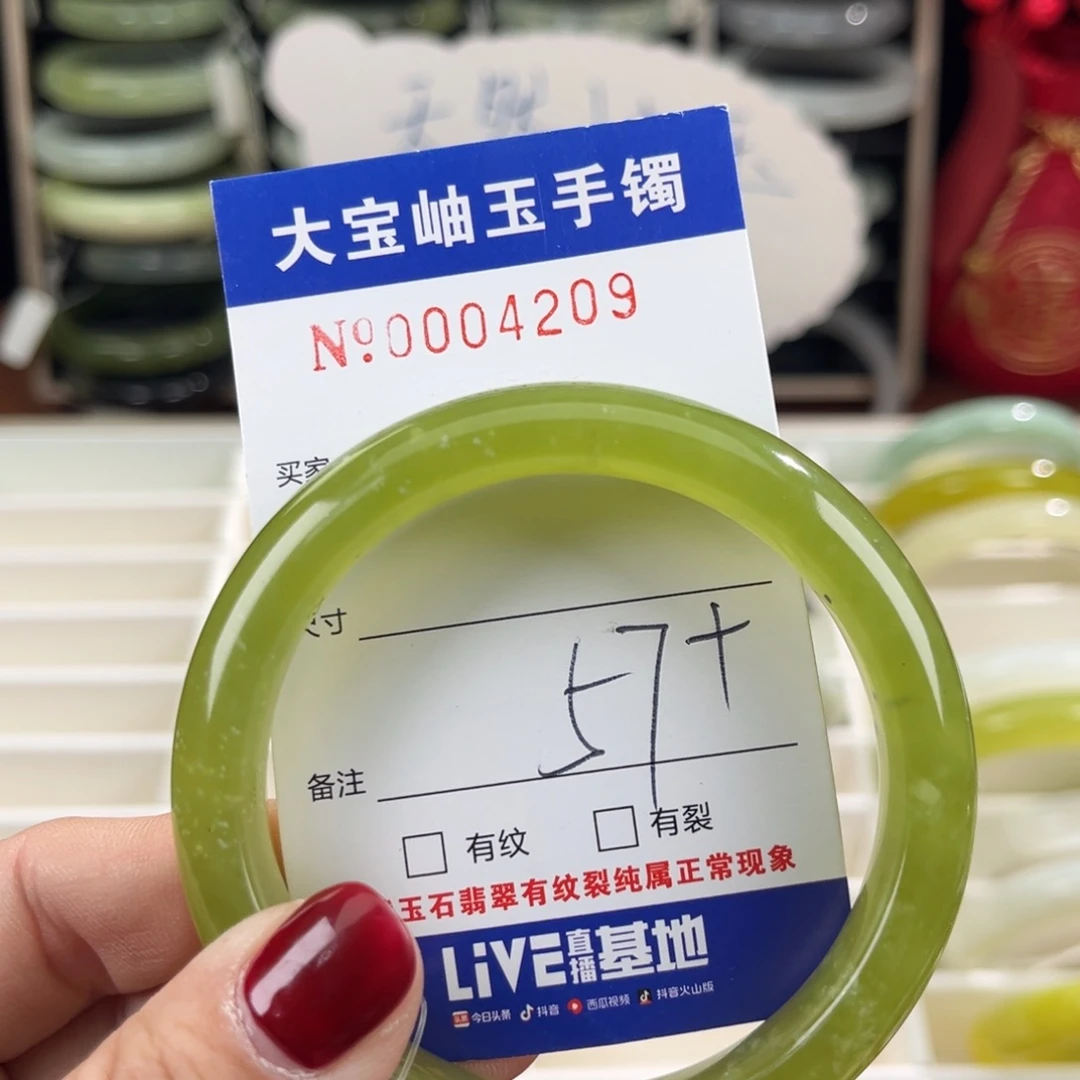 大宝岫玉手镯
№0004209
买家
寸
57+
备注
有纹 有裂
玉石翡翠有纹裂纯属正常现象
LiVE直播基地
头条 今日头条 抖音 西瓜视频 抖音火山版